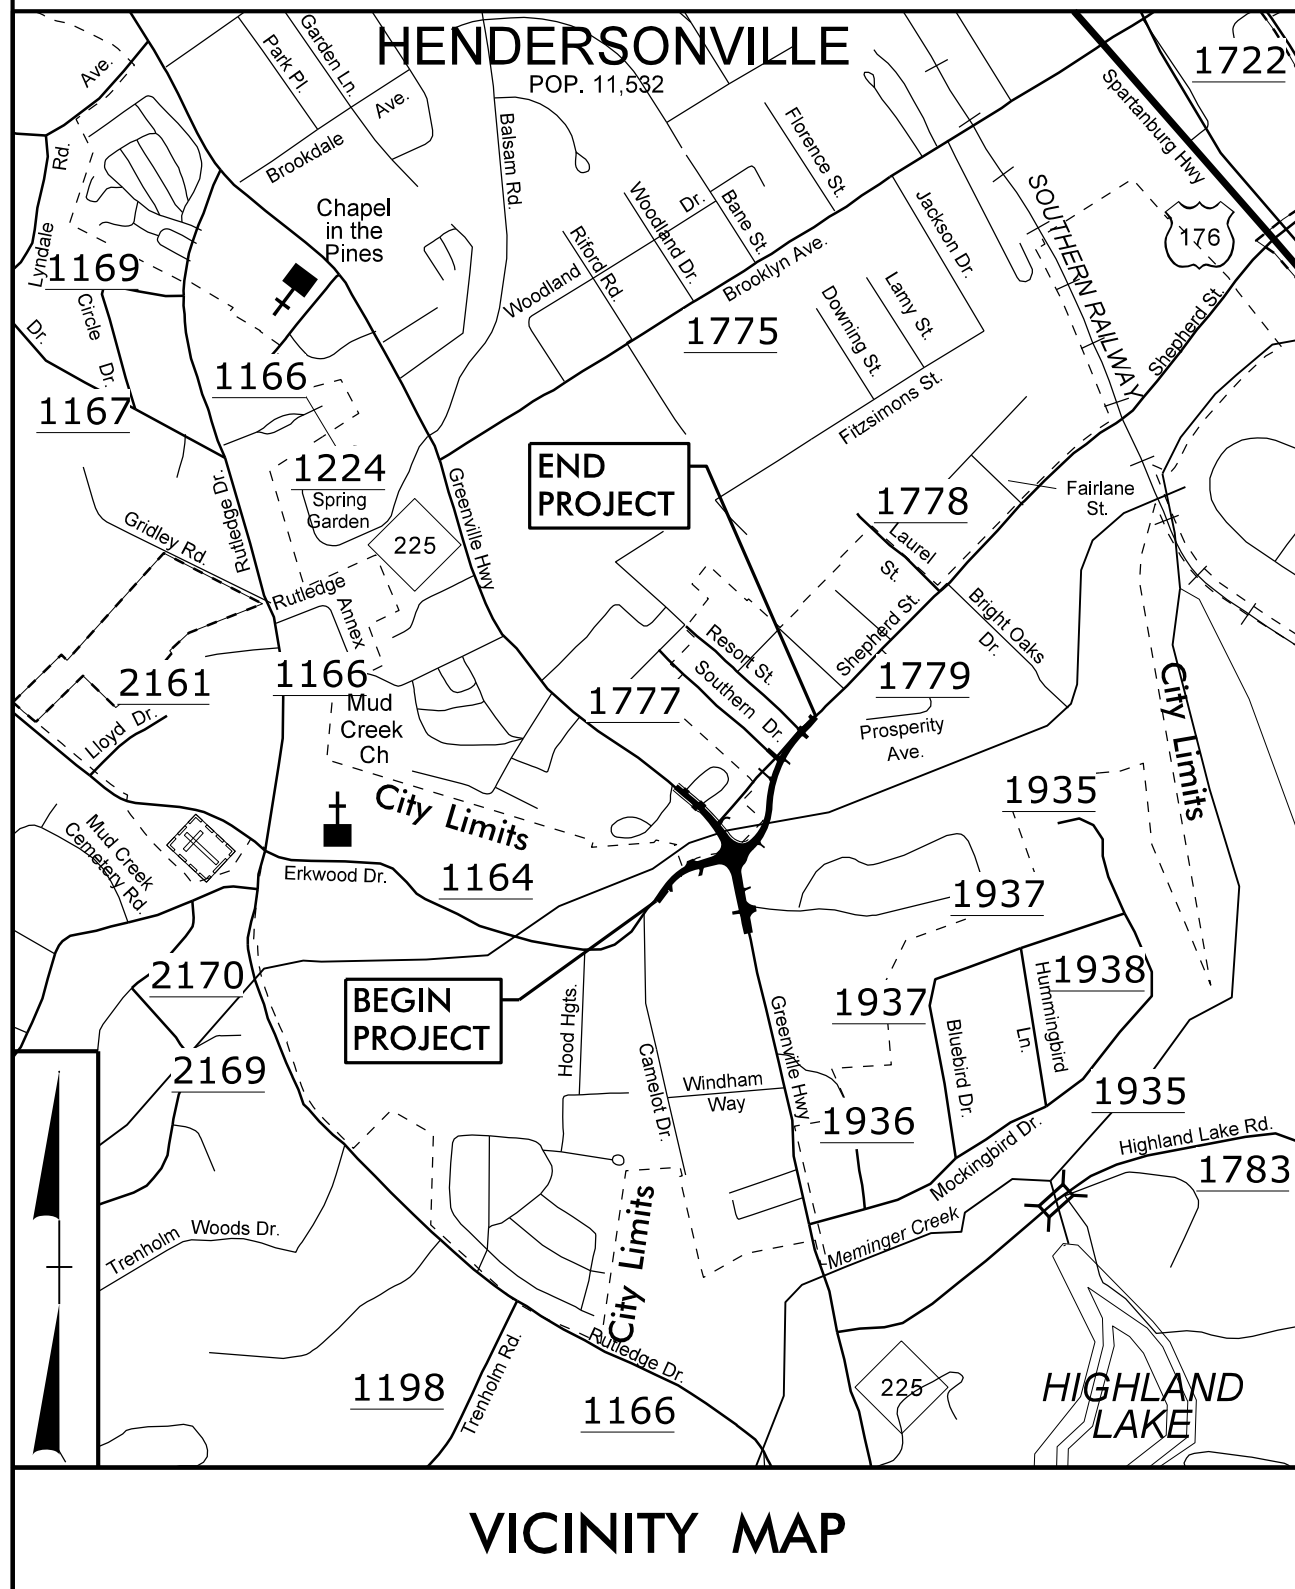 HENDERSONVILLE
POP. 11,532
1722
Spartanburg Hwy
Garden Ln.
Park Pl.
Ave.
Ave.
Brookdale
Balsam Rd.
Florence St.
Rd.
Lyndale
Chapel
in the
Pines
Woodland Dr.
Dr.
Bane St.
Jackson Dr.
SOUTHERN RAILWAY
176
1169
Circle
Dr.
Dr.
Riford Rd.
Woodland
Brooklyn Ave.
1775
Downing St.
Lamy St.
Shepherd St.
1166
1167
Fitzsimons St.
1224
Spring
Garden
Rutledge Dr.
Greenville Hwy
END
PROJECT
1778
Fairlane
St.
Gridley Rd.
225
Laurel
St.
Rutledge
Annex
Shepherd St.
Bright Oaks
Dr.
Resort St.
Southern Dr.
2161
1166
1777
1779
City Limits
Lloyd Dr.
Mud
Creek
Ch
Prosperity
Ave.
1935
City Limits
Mud Creek
Cemetery Rd.
Erkwood Dr.
1164
1937
2170
1938
BEGIN
PROJECT
Hood Hgts.
Greenville Hwy
1937
Hummingbird
Ln.
Bluebird Dr.
2169
Camelot Dr.
Windham
Way
1936
1935
Highland Lake Rd.
1783
Mockingbird Dr.
Trenholm Woods Dr.
City Limits
Meminger Creek
Rutledge Dr.
Trenholm Rd.
1198
1166
225
HIGHLAND
LAKE
VICINITY MAP